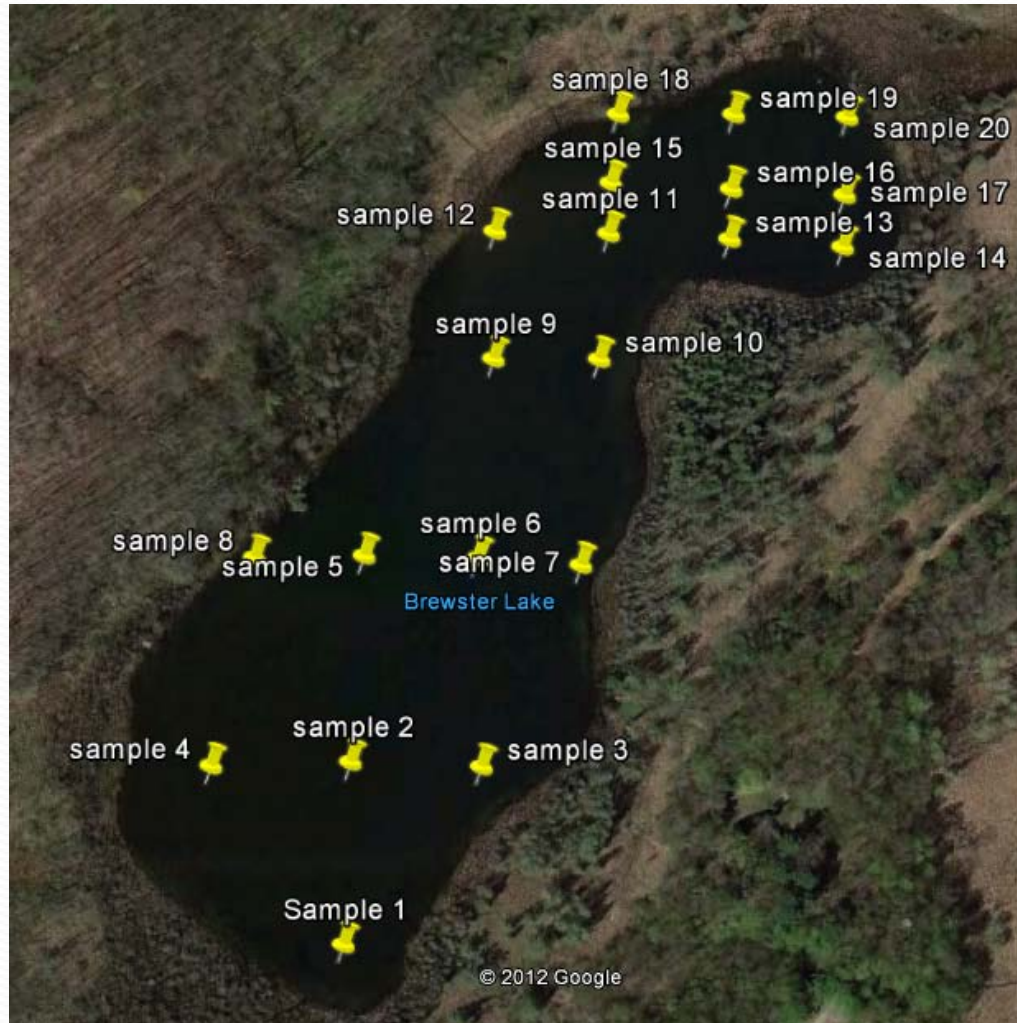 sample 18
sample 19
sample 20
sample 15
sample 16
sample 17
sample 11
sample 12
sample 13
sample 14
sample 9
sample 10
sample 6
sample 8
sample 5
sample 7
Brewster Lake
sample 2
sample 4
sample 3
Sample 1
© 2012 Google